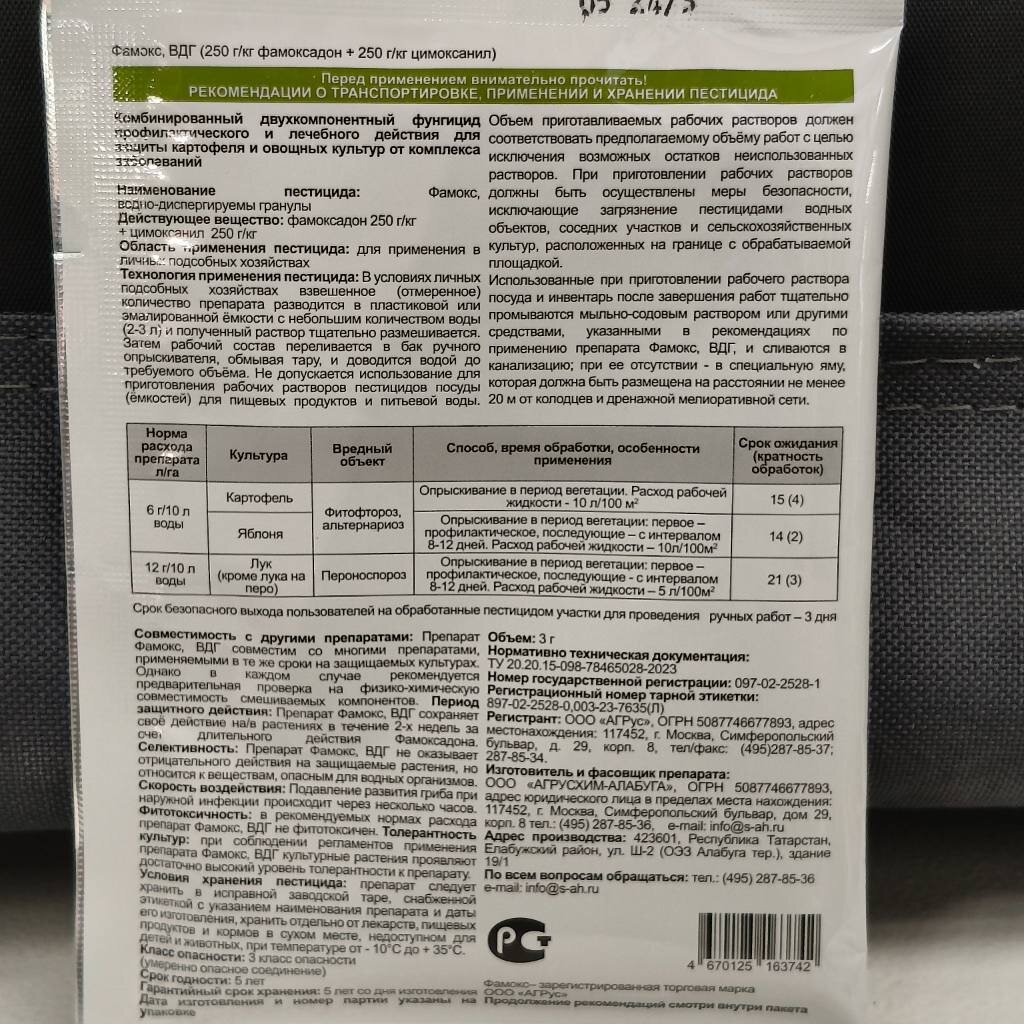 Фамокс, ВДГ (250 г/кг фамоксадон + 250 г/кг цимоксанил)
Перед применением внимательно прочитать!
РЕКОМЕНДАЦИИ О ТРАНСПОРТИРОВКЕ, ПРИМЕНЕНИИ И ХРАНЕНИИ ПЕСТИЦИДА
Комбинированный двухкомпонентный фунгицид
профилактического и лечебного действия для
защиты картофеля и овощных культур от комплекса
заболеваний
Наименование пестицида: Фамокс,
водно-диспергируемы гранулы
Действующее вещество: фамоксадон 250 г/кг
+ цимоксанил 250 г/кг
Область применения пестицида: для применения в
личных подсобных хозяйствах
Технология применения пестицида: В условиях личных
подсобных хозяйств взвешенное (отмеренное)
количество препарата разводится в пластиковой или
эмалированной ёмкости с небольшим количеством воды
(2-3 л) и полученный раствор тщательно размешивается.
Затем рабочий состав переливается в бак ручного
опрыскивателя, обмывая тару, и доводится водой до
требуемого объёма. Не допускается использование для
приготовления рабочих растворов пестицидов посуды
(ёмкостей) для пищевых продуктов и питьевой воды.
Объем приготавливаемых рабочих растворов должен
соответствовать предполагаемому объёму работ с целью
исключения возможных остатков неиспользованных
растворов. При приготовлении рабочих растворов
должны быть осуществлены меры безопасности,
исключающие загрязнение пестицидами водных
объектов, соседних участков и сельскохозяйственных
культур, расположенных на границе с обрабатываемой
площадкой.
Использованные при приготовлении рабочего раствора
посуда и инвентарь после завершения работ тщательно
промываются мыльно-содовым раствором или другими
средствами, указанными в рекомендациях по
применению препарата Фамокс, ВДГ, и сливаются в
канализацию; при ее отсутствии - в специальную яму,
которая должна быть размещена на расстоянии не менее
20 м от колодцев и дренажной мелиоративной сети.
Норма
расхода
препарата
л/га
Культура
Вредный
объект
Способ, время обработки, особенности
применения
Срок ожидания
(кратность
обработок)
6 г/10 л
воды
Картофель
Фитофтороз,
альтернариоз
Опрыскивание в период вегетации. Расход рабочей
жидкости - 10 л/100 м²
15 (4)
Яблоня
Опрыскивание в период вегетации: первое –
профилактическое, последующие – с интервалом
8-12 дней. Расход рабочей жидкости – 10л/100м²
14 (2)
12 г/10 л
воды
Лук
(кроме лука на
перо)
Пероноспороз
Опрыскивание в период вегетации: первое –
профилактическое, последующие - с интервалом
8-12 дней. Расход рабочей жидкости – 5 л/100м²
21 (3)
Срок безопасного выхода пользователей на обработанные пестицидом участки для проведения ручных работ – 3 дня
Совместимость с другими препаратами: Препарат
Фамокс, ВДГ совместим со многими препаратами,
применяемыми в те же сроки на защищаемых культурах.
Однако в каждом случае рекомендуется
предварительная проверка на физико-химическую
совместимость смешиваемых компонентов. Период
защитного действия: Препарат Фамокс, ВДГ сохраняет
своё действие на/в растениях в течение 2-х недель за
счет длительного действия Фамоксадона.
Селективность: Препарат Фамокс, ВДГ не оказывает
отрицательного действия на защищаемые растения, но
относится к веществам, опасным для водных организмов.
Скорость воздействия: Подавление развития гриба при
наружной инфекции происходит через несколько часов.
Фитотоксичность: в рекомендуемых нормах расхода
препарат Фамокс, ВДГ не фитотоксичен. Толерантность
культур: при соблюдении регламентов применения
препарата Фамокс, ВДГ культурные растения проявляют
достаточно высокий уровень толерантности к препарату.
Условия хранения пестицида: препарат следует
хранить в исправной заводской таре, снабженной
этикеткой с указанием наименования препарата и даты
его изготовления, хранить отдельно от лекарств, пищевых
продуктов и кормов в сухом месте, недоступном для
детей и животных, при температуре от - 10°С до + 35°С.
Класс опасности: 3 класс опасности
(умеренно опасное соединение)
Срок годности: 5 лет
Гарантийный срок хранения: 5 лет со дня изготовления
Дата изготовления и номер партии указаны на
упаковке
Объем: 3 г
Нормативно техническая документация:
ТУ 20.20.15-098-78465028-2023
Номер государственной регистрации: 097-02-2528-1
Регистрационный номер тарной этикетки:
897-02-2528-0,003-23-7635(Л)
Регистрант: ООО «АГРус», ОГРН 5087746677893, адрес
местонахождения: 117452, г. Москва, Симферопольский
бульвар, д. 29, корп. 8, тел/факс: (495)287-85-37;
287-85-34.
Изготовитель и фасовщик препарата:
ООО «АГРУСХИМ-АЛАБУГА», ОГРН 5087746677893,
адрес юридического лица в пределах места нахождения:
117452, г. Москва, Симферопольский бульвар, дом 29,
корп. 8 тел.: (495) 287-85-36, e-mail: info@s-ah.ru
Адрес производства: 423601, Республика Татарстан,
Елабужский район, ул. Ш-2 (ОЭЗ Алабуга тер.), здание
19/1
По всем вопросам обращаться: тел.: (495) 287-85-36
e-mail: info@s-ah.ru
РСТ
4 670125 163742
Фамокс– зарегистрированная торговая марка
ООО «АГРус»
Продолжение рекомендаций смотри внутри пакета